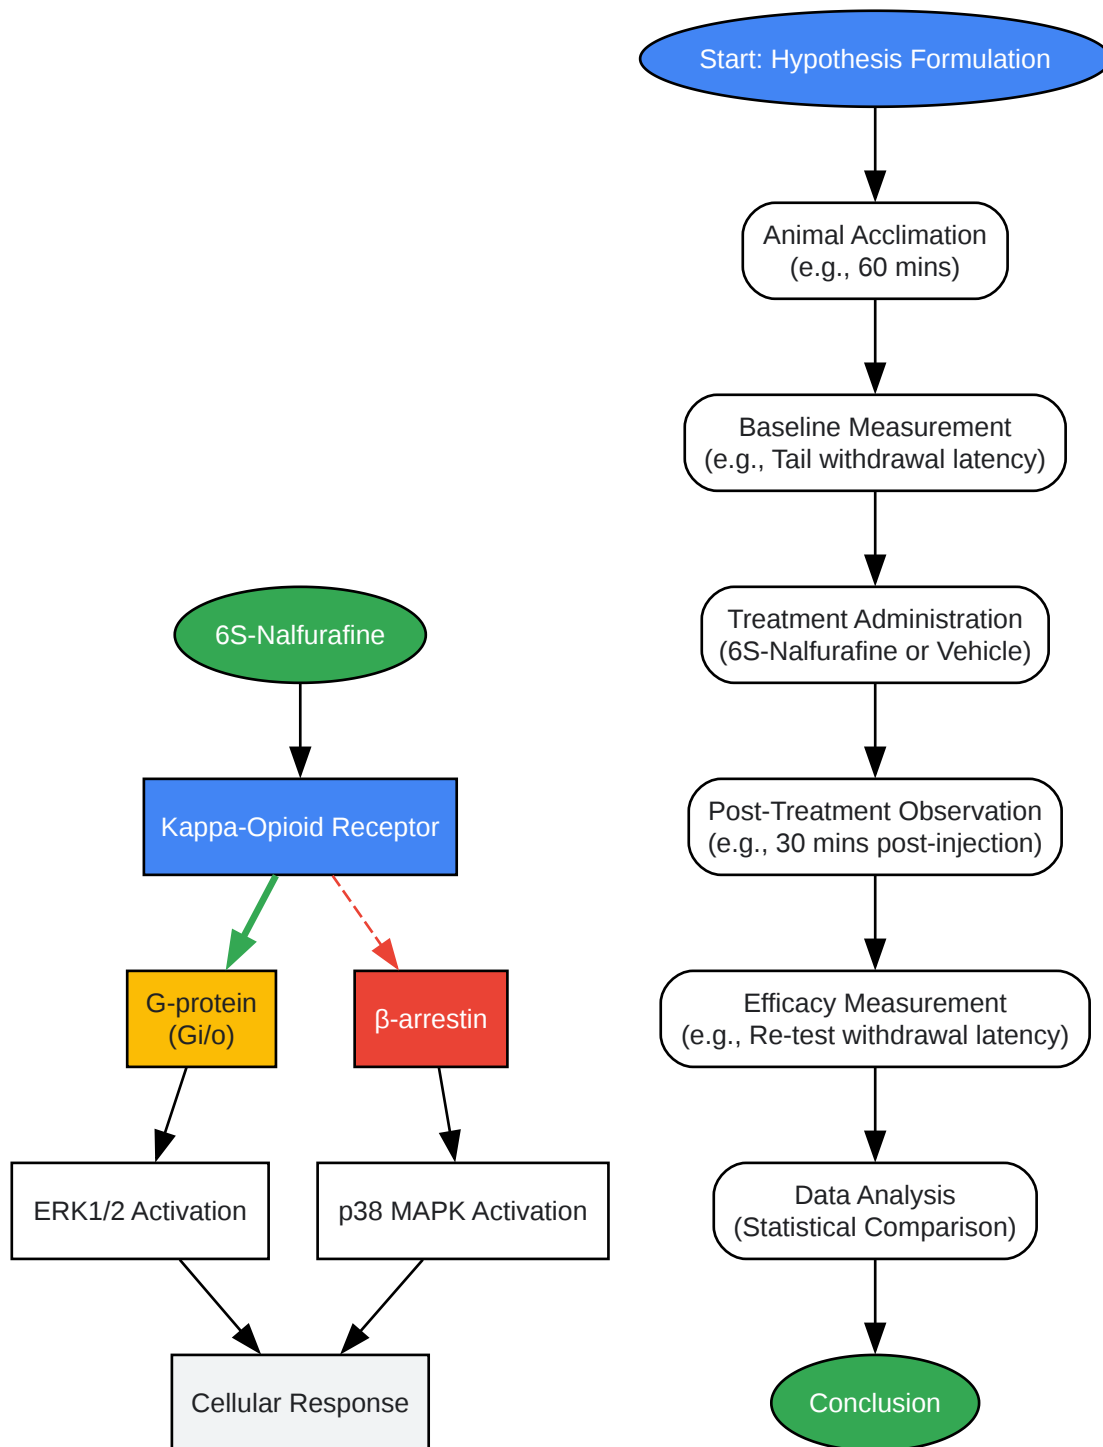 Start: Hypothesis Formulation
Animal Acclimation
(e.g., 60 mins)
Baseline Measurement
(e.g., Tail withdrawal latency)
Treatment Administration
(6S-Nalfurafine or Vehicle)
Post-Treatment Observation
(e.g., 30 mins post-injection)
Efficacy Measurement
(e.g., Re-test withdrawal latency)
Data Analysis
(Statistical Comparison)
Conclusion
6S-Nalfurafine
Kappa-Opioid Receptor
G-protein
(Gi/o)
β-arrestin
ERK1/2 Activation
p38 MAPK Activation
Cellular Response